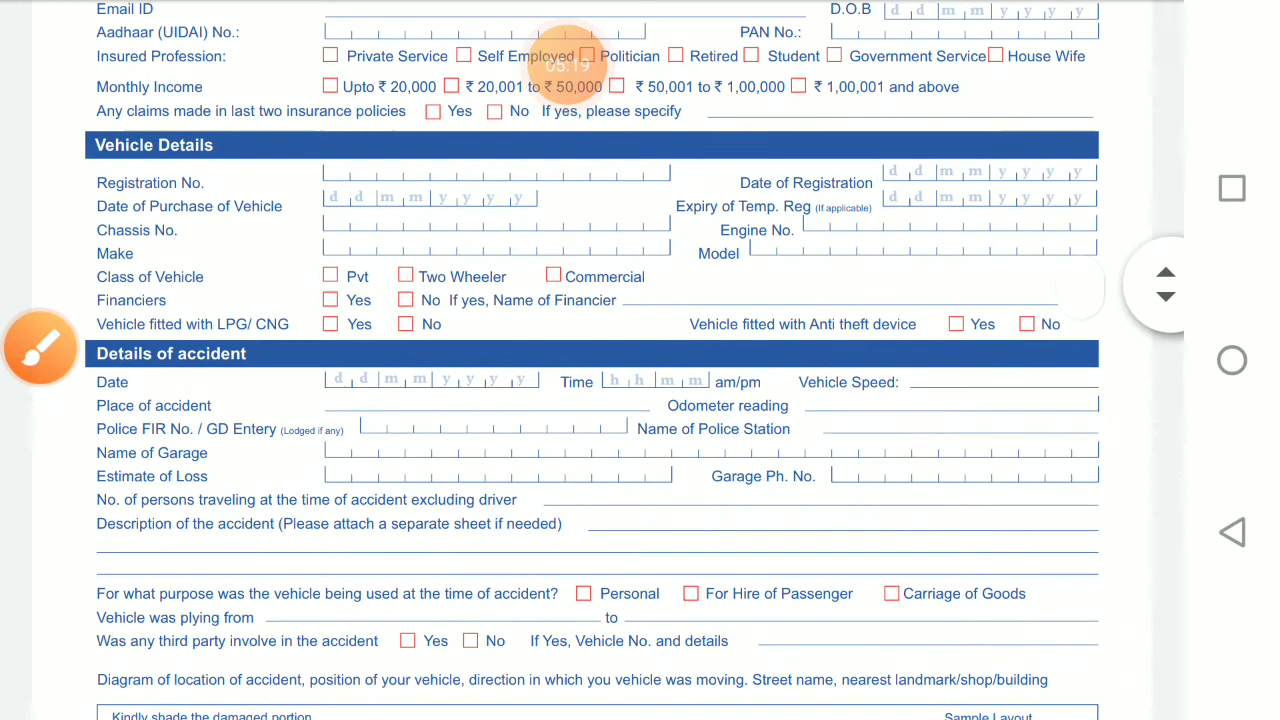 Email ID D.O.B d d m m y y y y
Aadhaar (UIDAI) No.: PAN No.:
Insured Profession: Private Service Self Employed Politician Retired Student Government Service House Wife
05:19
Monthly Income Upto ₹ 20,000 ₹ 20,001 to ₹ 50,000 ₹ 50,001 to ₹ 1,00,000 ₹ 1,00,001 and above
Any claims made in last two insurance policies Yes No If yes, please specify
Vehicle Details
Registration No. Date of Registration d d m m y y y y
Date of Purchase of Vehicle d d m m y y y y Expiry of Temp. Reg (If applicable) d d m m y y y y
Chassis No. Engine No.
Make Model
Class of Vehicle Pvt Two Wheeler Commercial
Financiers Yes No If yes, Name of Financier
Vehicle fitted with LPG/ CNG Yes No Vehicle fitted with Anti theft device Yes No
Details of accident
Date d d m m y y y y Time h h m m am/pm Vehicle Speed:
Place of accident Odometer reading
Police FIR No. / GD Entery (Lodged if any) Name of Police Station
Name of Garage
Estimate of Loss Garage Ph. No.
No. of persons traveling at the time of accident excluding driver
Description of the accident (Please attach a separate sheet if needed)
For what purpose was the vehicle being used at the time of accident? Personal For Hire of Passenger Carriage of Goods
Vehicle was plying from to
Was any third party involve in the accident Yes No If Yes, Vehicle No. and details
Diagram of location of accident, position of your vehicle, direction in which you vehicle was moving. Street name, nearest landmark/shop/building
Kindly shade the damaged portion Sample Layout